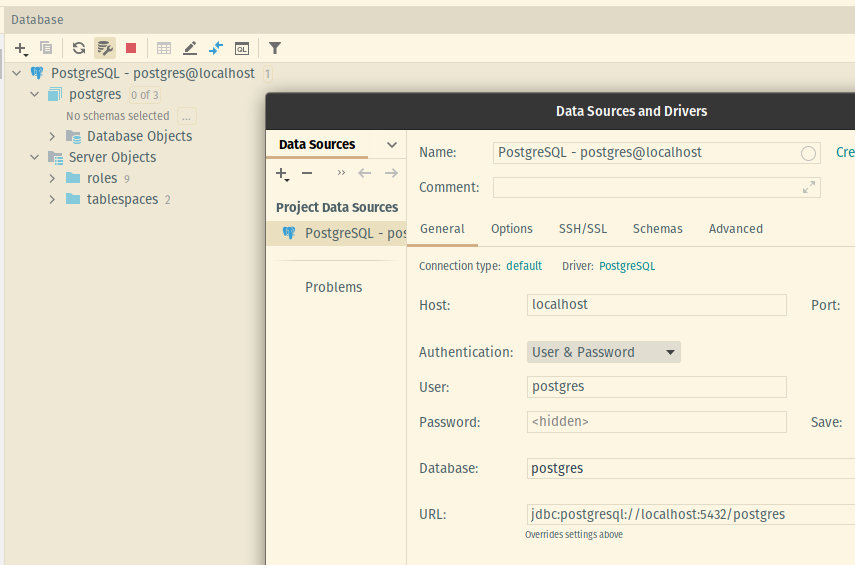 Database
PostgreSQL - postgres@localhost 1
postgres 0 of 3
No schemas selected ...
Database Objects
Server Objects
roles 9
tablespaces 2
Data Sources and Drivers
Data Sources
Project Data Sources
PostgreSQL - pos
Problems
Name: PostgreSQL - postgres@localhost Cre
Comment:
General Options SSH/SSL Schemas Advanced
Connection type: default Driver: PostgreSQL
Host: localhost Port:
Authentication: User & Password
User: postgres
Password: <hidden> Save:
Database: postgres
URL: jdbc:postgresql://localhost:5432/postgres
Overrides settings above